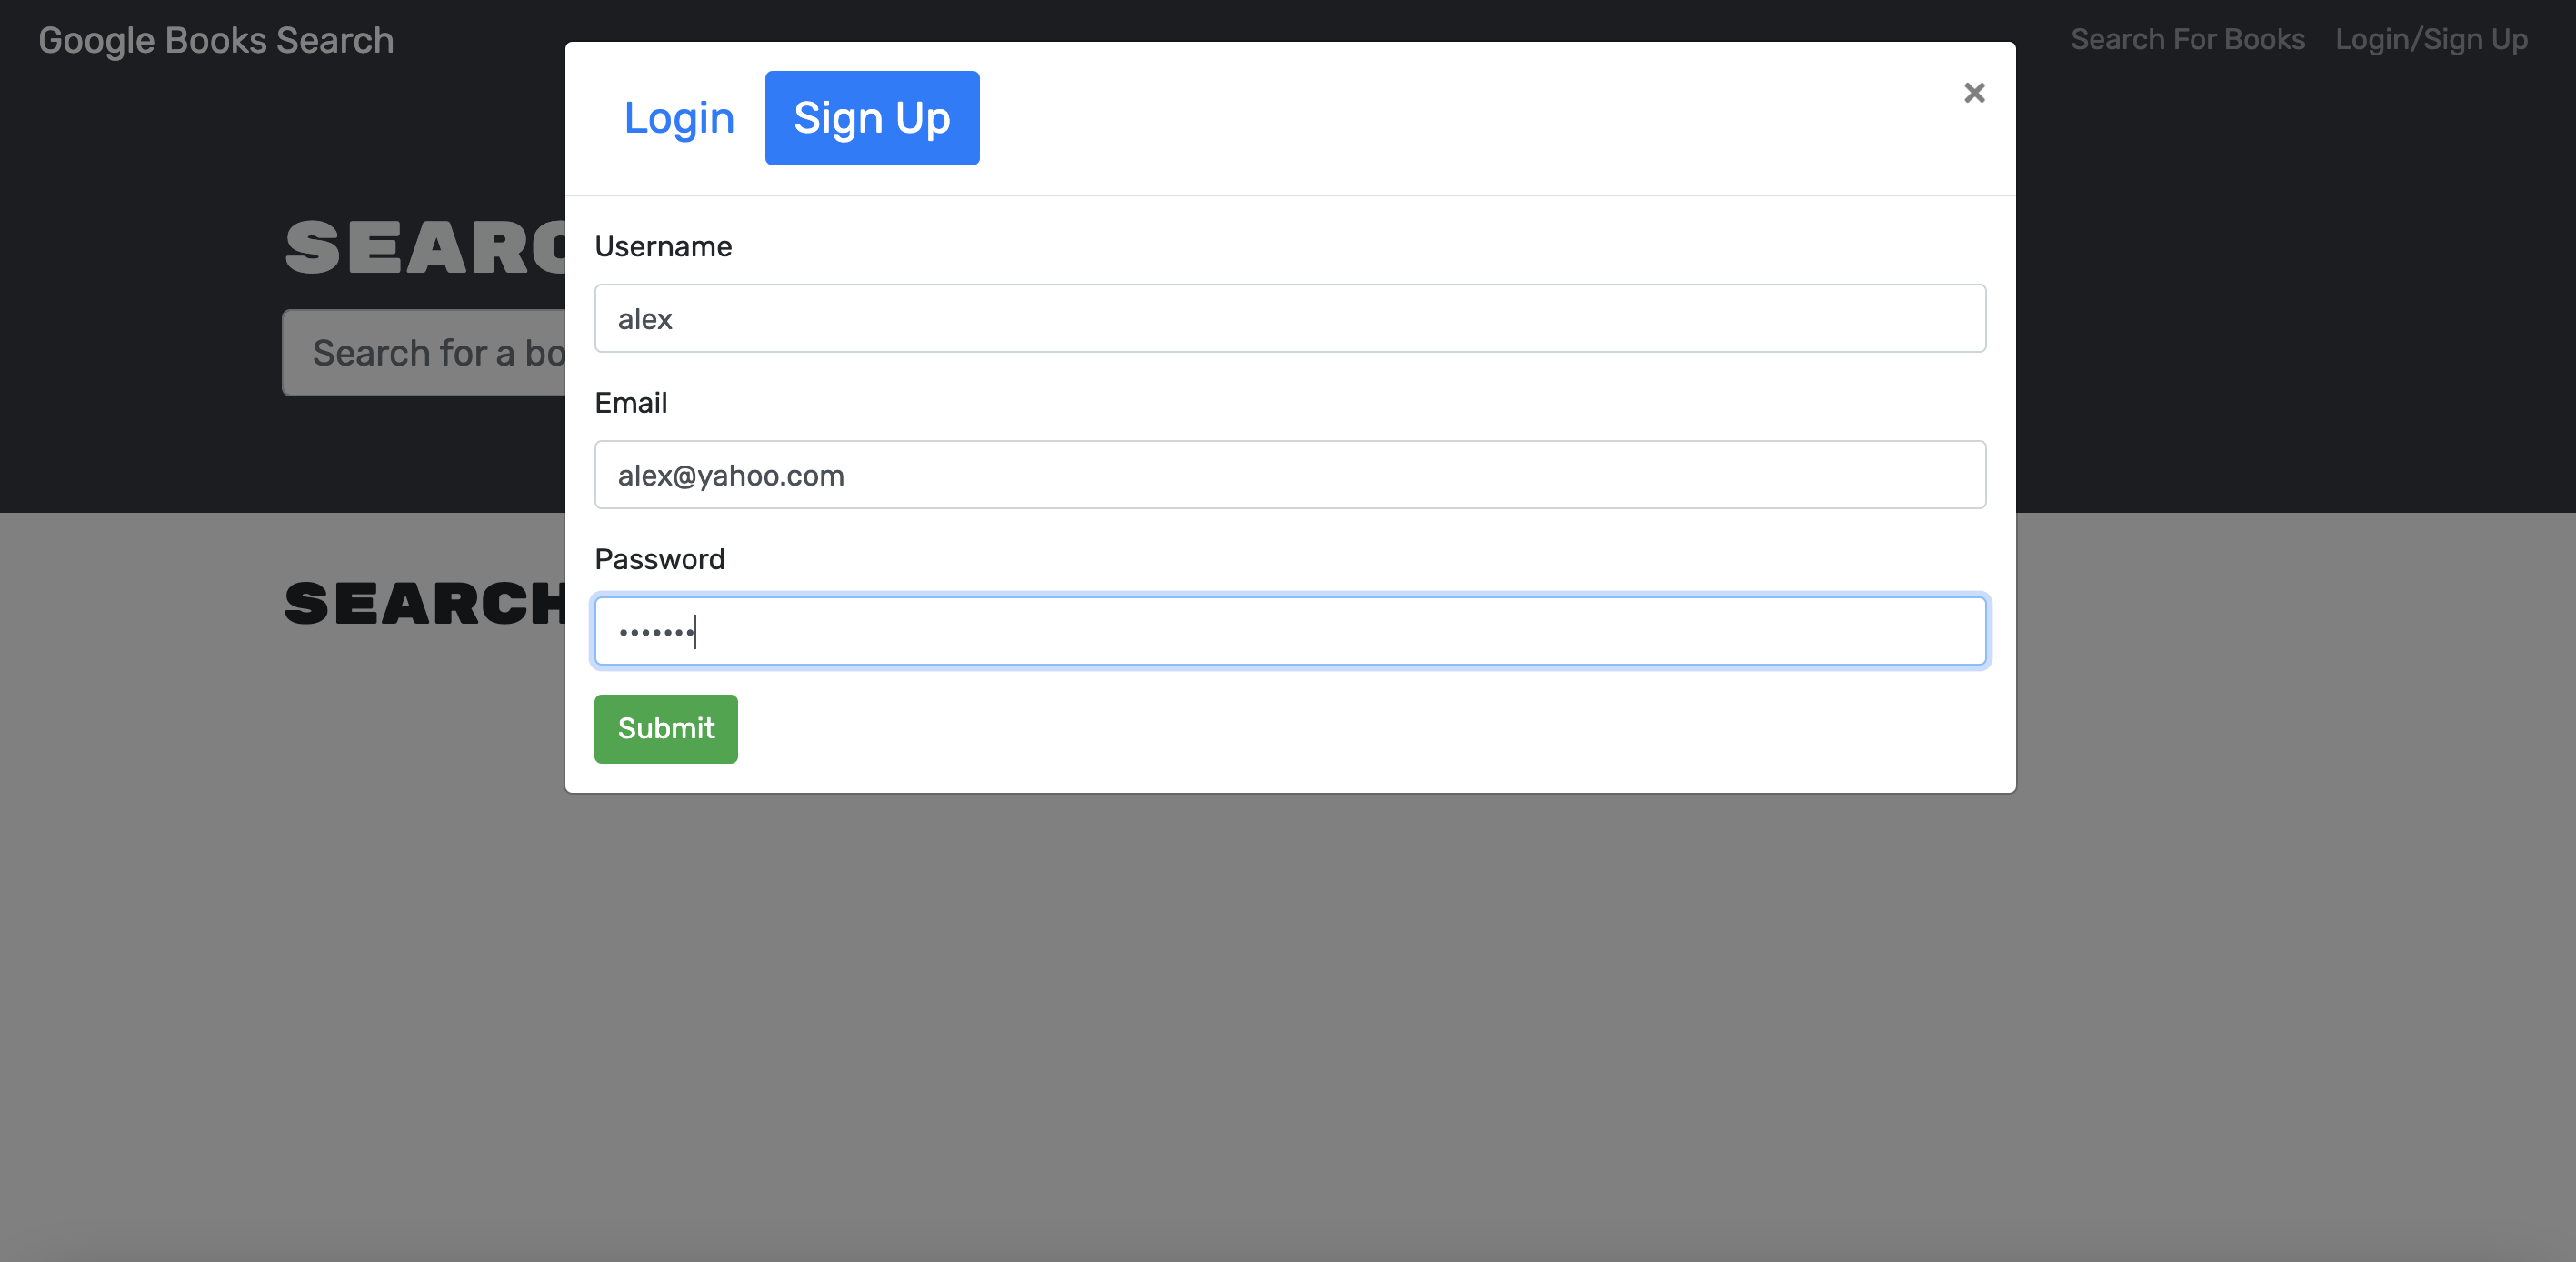 Google Books Search
Search For Books
Login/Sign Up
Login
Sign Up
×
SEARC
Search for a bo
SEARCH
Username
alex
Email
alex@yahoo.com
Password
•••••••
Submit